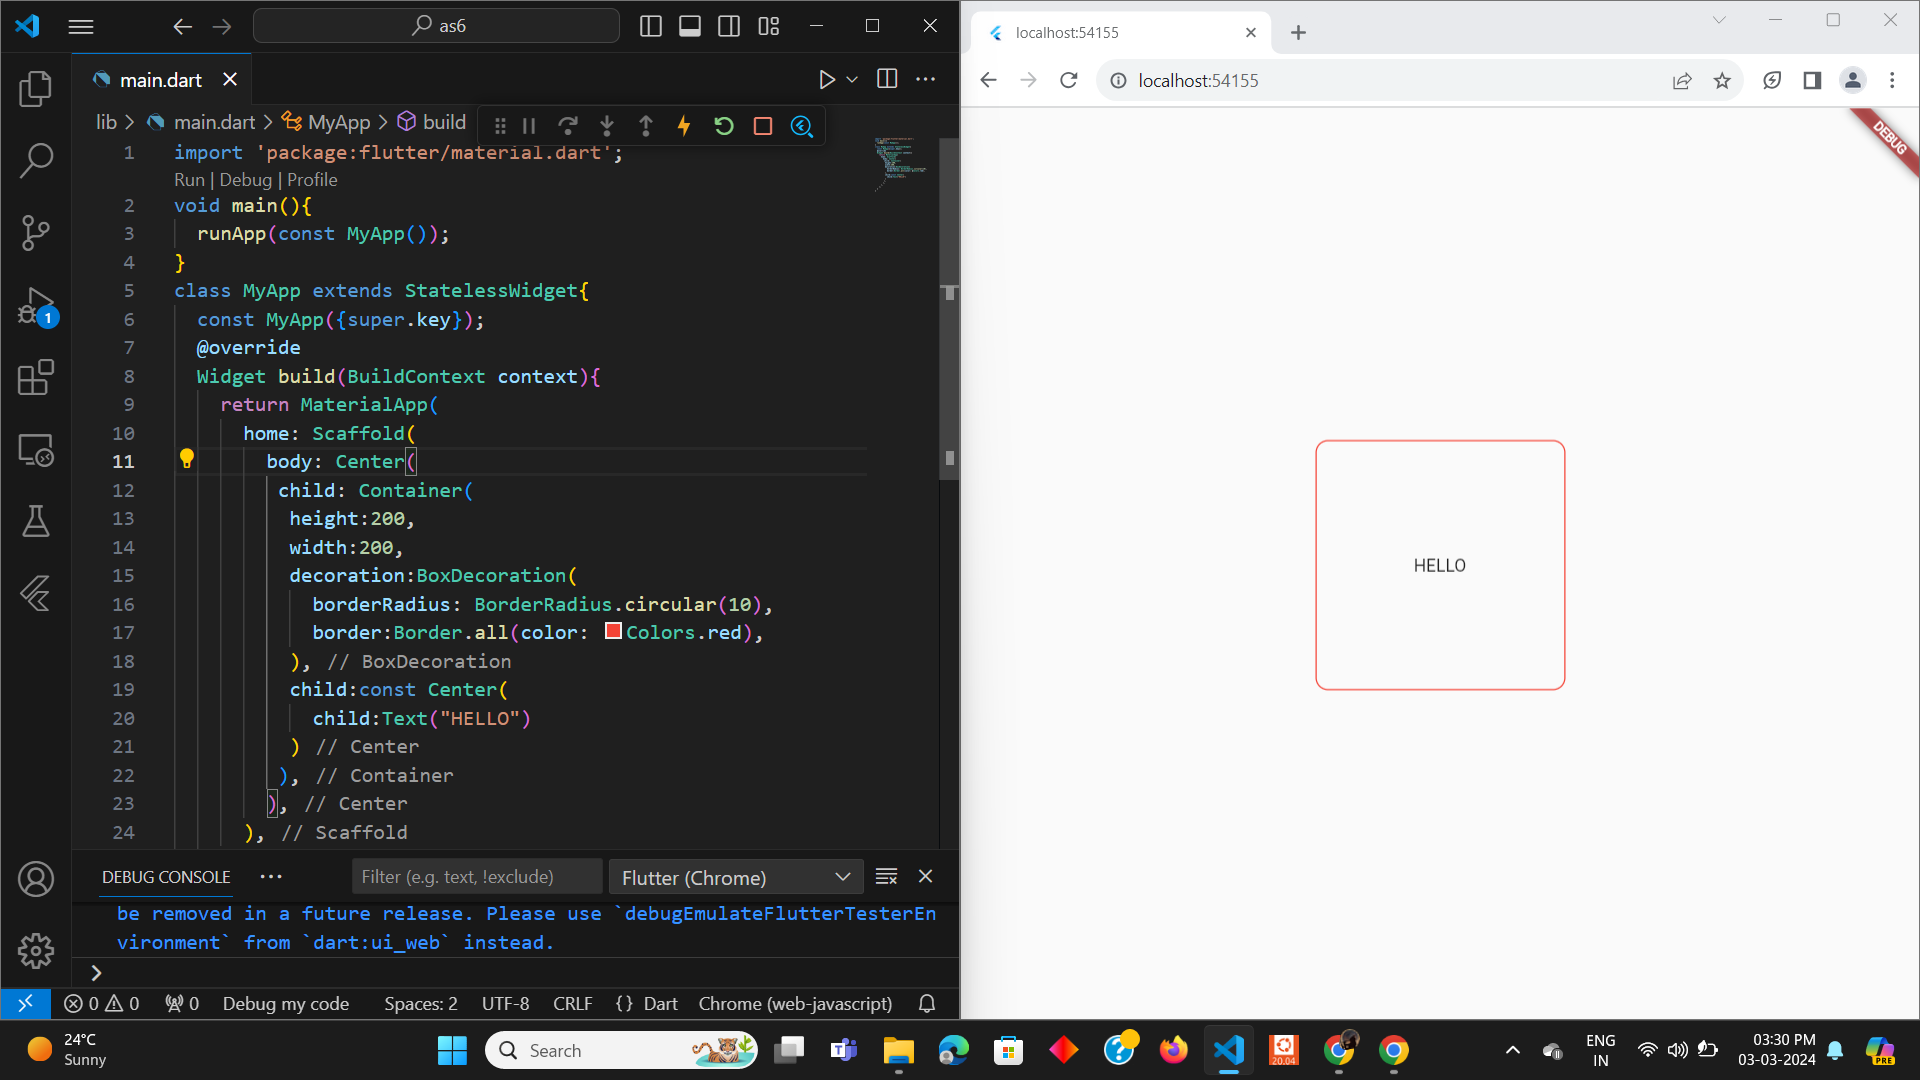 as6
main.dart
lib > main.dart > MyApp > build
1 import 'package:flutter/material.dart';
Run | Debug | Profile
2 void main(){
3 runApp(const MyApp());
4 }
5 class MyApp extends StatelessWidget{
6 const MyApp({super.key});
7 @override
8 Widget build(BuildContext context){
9 return MaterialApp(
10 home: Scaffold(
11 body: Center(
12 child: Container(
13 height:200,
14 width:200,
15 decoration:BoxDecoration(
16 borderRadius: BorderRadius.circular(10),
17 border:Border.all(color: Colors.red),
18 ), // BoxDecoration
19 child:const Center(
20 child:Text("HELLO")
21 ) // Center
22 ), // Container
23 ), // Center
24 ), // Scaffold
1
DEBUG CONSOLE
Filter (e.g. text, !exclude)
Flutter (Chrome)
be removed in a future release. Please use `debugEmulateFlutterTesterEn
vironment` from `dart:ui_web` instead.
>
0 0 0 Debug my code Spaces: 2 UTF-8 CRLF {} Dart Chrome (web-javascript)
localhost:54155
localhost:54155
DEBUG
HELLO
24°C
Sunny
Search
20.04
ENG
IN
03:30 PM
03-03-2024
PRE